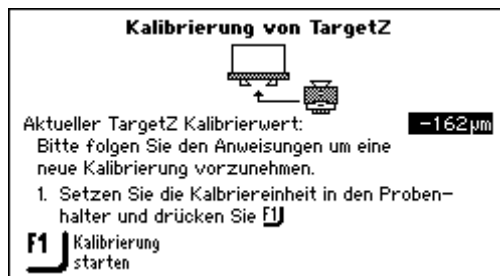 Kalibrierung von TargetZ
Aktueller TargetZ Kalibrierwert: -162µm
Bitte folgen Sie den Anweisungen um eine
neue Kalibrierung vorzunehmen.
1. Setzen Sie die Kalbriereinheit in den Proben-
halter und drücken Sie F1
F1 Kalibrierung
starten